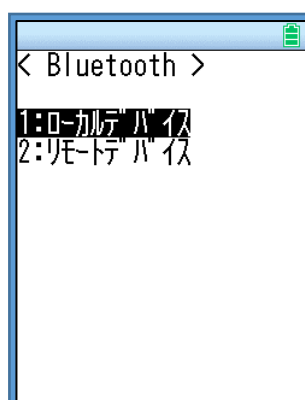 < Bluetooth >
1:ﾛｰｶﾙﾃﾞﾊﾞｲｽ
2:ﾘﾓｰﾄﾃﾞﾊﾞｲｽ